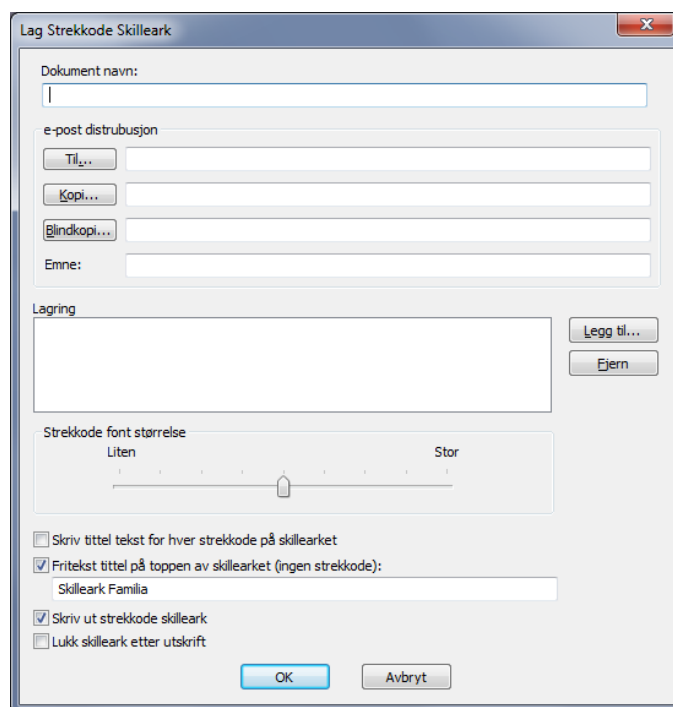 Lag Strekkode Skilleark
Dokument navn:
e-post distrubusjon
Til...
Kopi...
Blindkopi...
Emne:
Lagring
Legg til...
Fjern
Strekkode font størrelse
Liten Stor
Skriv tittel tekst for hver strekkode på skillearket
Fritekst tittel på toppen av skillearket (ingen strekkode):
Skilleark Familia
Skriv ut strekkode skilleark
Lukk skilleark etter utskrift
OK Avbryt